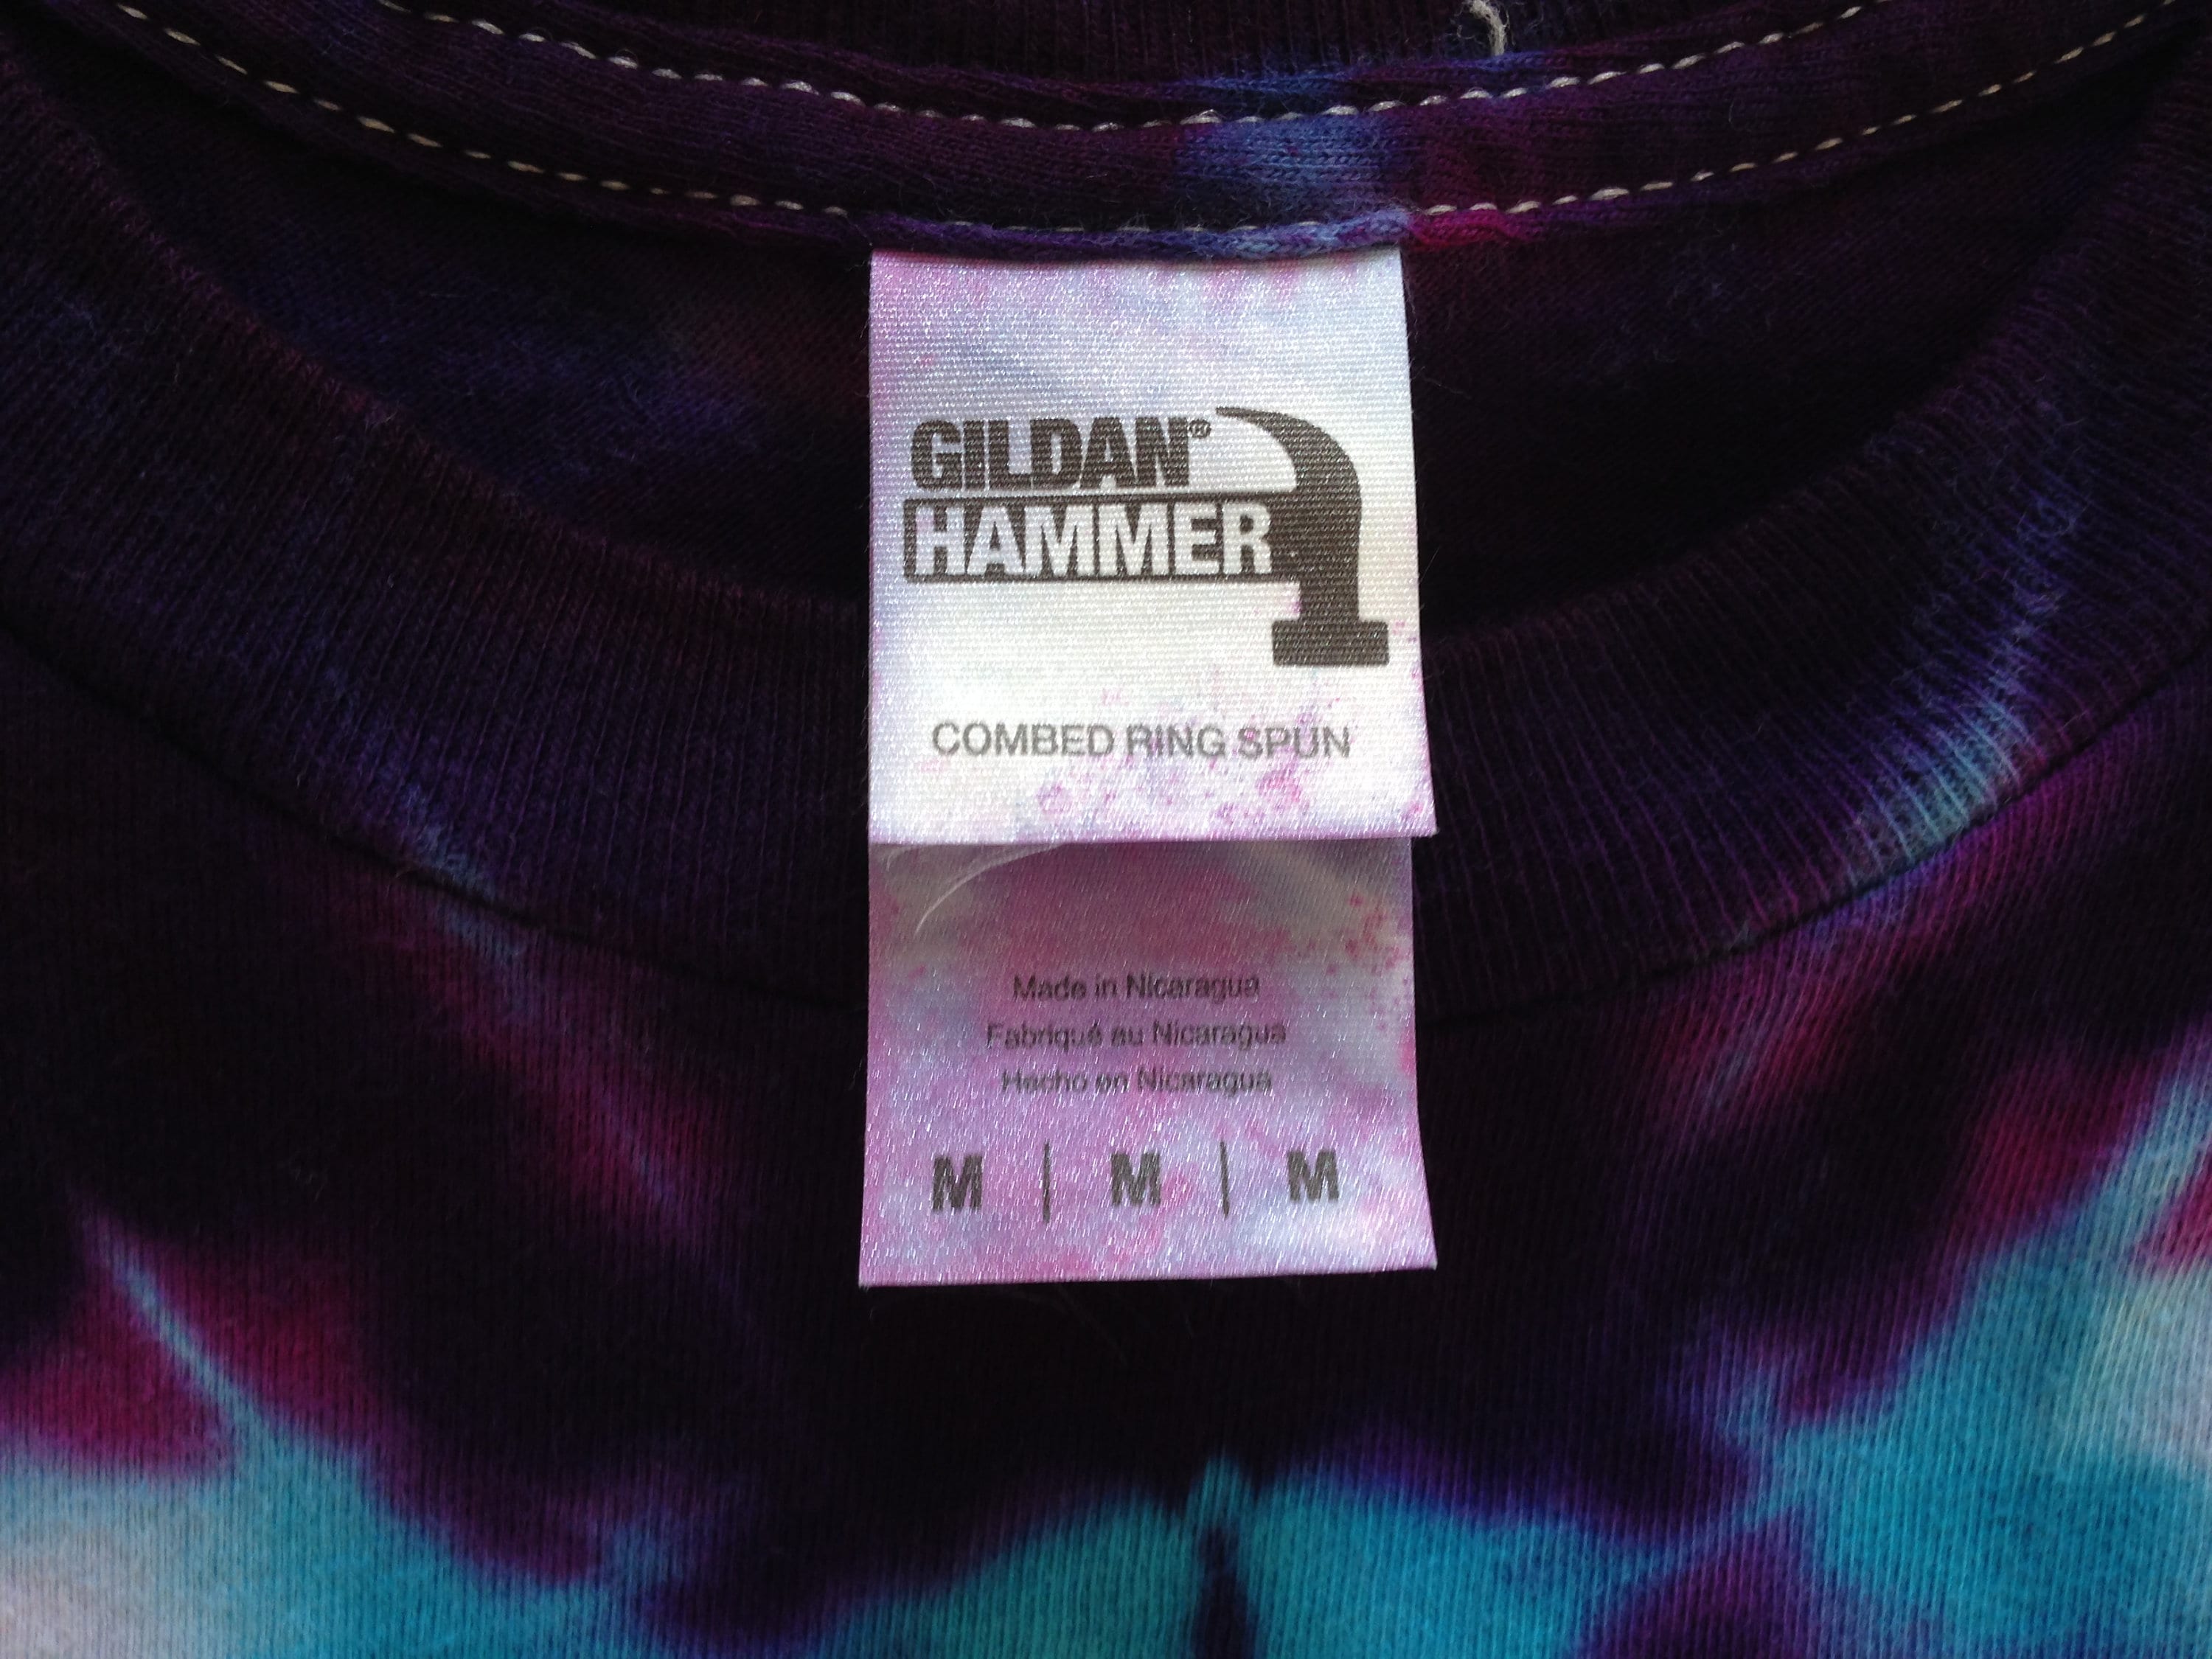 GILDAN®
HAMMER
COMBED RING SPUN
Made in Nicaragua
Fabriqué au Nicaragua
Hecho en Nicaragua
M | M | M